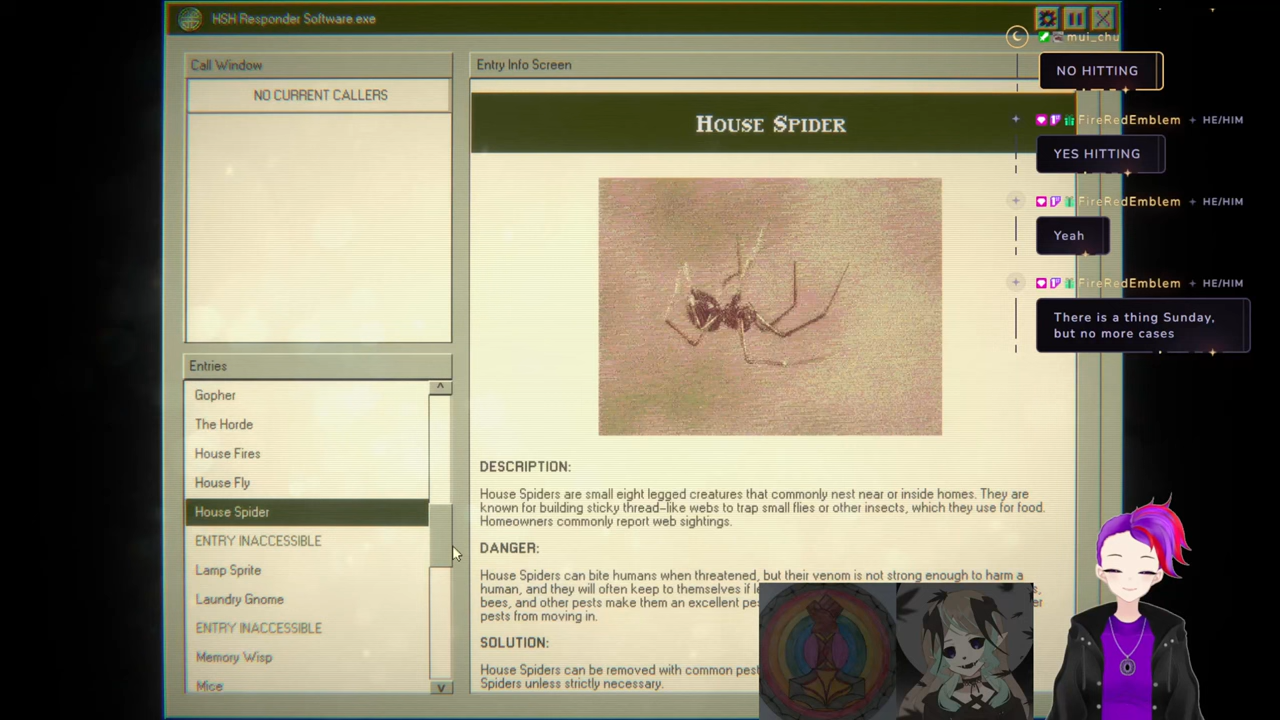 HSH Responder Software.exe
Call Window
NO CURRENT CALLERS
Entries
Gopher
The Horde
House Fires
House Fly
House Spider
ENTRY INACCESSIBLE
Lamp Sprite
Laundry Gnome
ENTRY INACCESSIBLE
Memory Wisp
Mice
Entry Info Screen
House Spider
DESCRIPTION:
House Spiders are small eight legged creatures that commonly nest near or inside homes. They are
known for building sticky thread-like webs to trap small flies or other insects, which they use for food.
Homeowners commonly report web sightings.
DANGER:
House Spiders can bite humans when threatened, but their venom is not strong enough to harm a
human, and they will often keep to themselves if
bees, and other pests make them an excellent
pests from moving in.
SOLUTION:
House Spiders can be removed with common
Spiders unless strictly necessary.
mui_chu
NO HITTING
FireRedEmblem + HE/HIM
YES HITTING
FireRedEmblem + HE/HIM
Yeah
FireRedEmblem + HE/HIM
There is a thing Sunday,
but no more cases